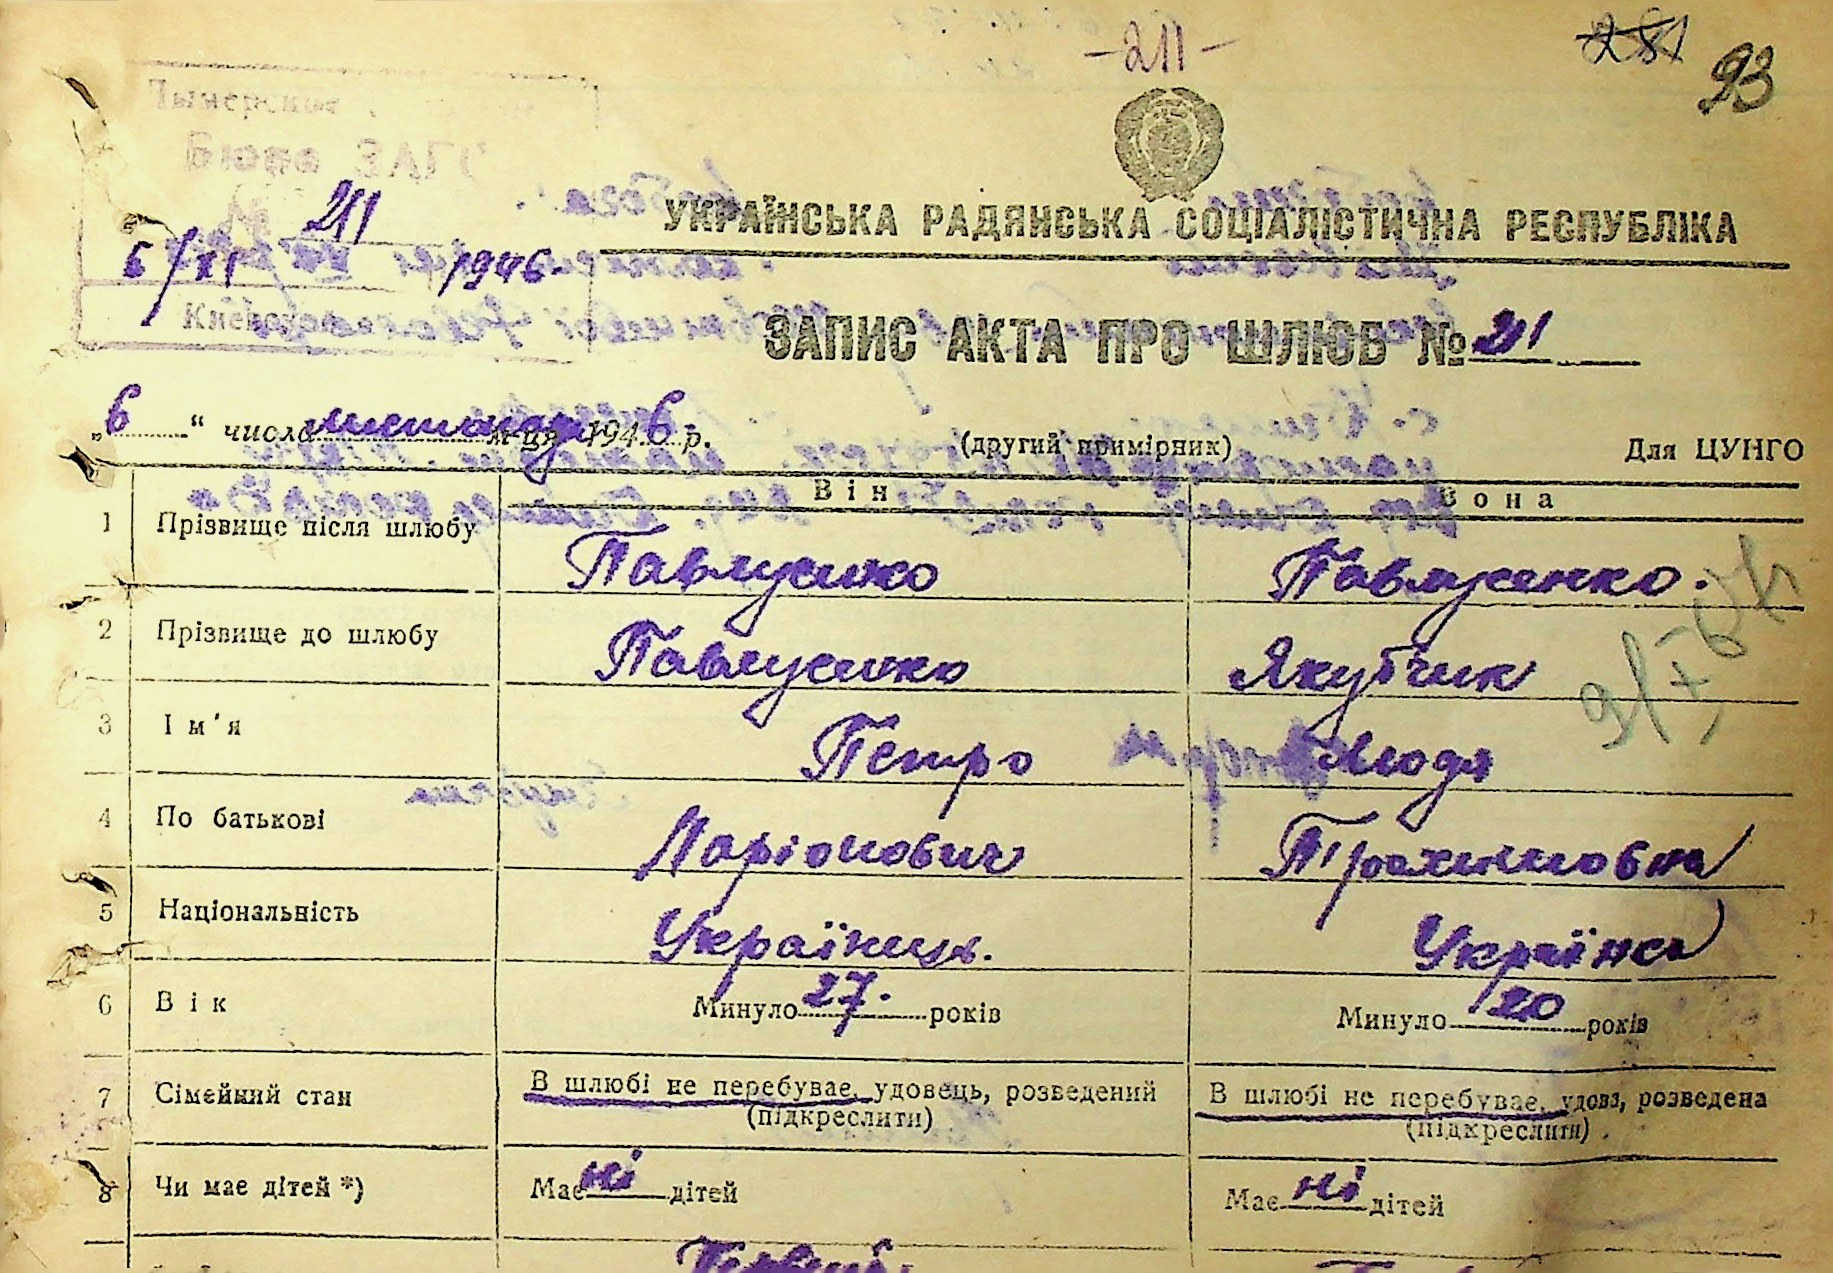 -211-
281 93
Дымерское
Бюро ЗАГС
211
6/XI 1946
Киевской
УКРАЇНСЬКА РАДЯНСЬКА СОЦІАЛІСТИЧНА РЕСПУБЛІКА
ЗАПИС АКТА ПРО ШЛЮБ № 211
„6“ числа листопада м-ця 1946 р. (другий примірник) Для ЦУНГО
Він Вона
1 Прізвище після шлюбу Павлусенко Павлусенко.
2 Прізвище до шлюбу Павлусенко Якубчик
3 Ім'я Петро Людя
4 По батькові Ларіонович Прохимовна
5 Національність Українець. Українка
6 Вік Минуло 27. років Минуло 20 років
7 Сімейний стан В шлюбі не перебуває, удовець, розведений В шлюбі не перебуває, удова, розведена
(підкреслити) (підкреслити)
8 Чи має дітей *) Має ні дітей Має ні дітей